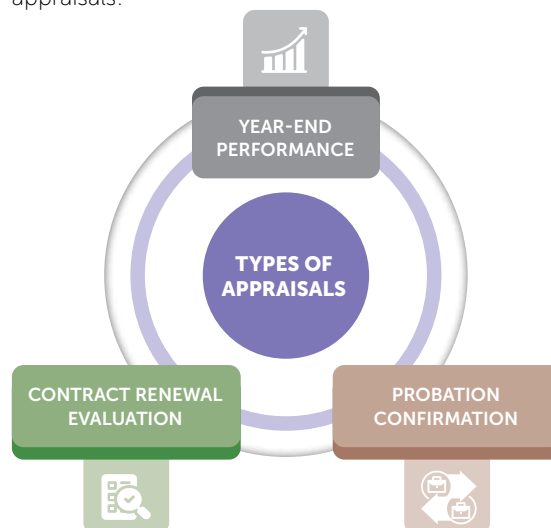 appraisals:
YEAR-END
PERFORMANCE
TYPES OF
APPRAISALS
CONTRACT RENEWAL
EVALUATION
PROBATION
CONFIRMATION